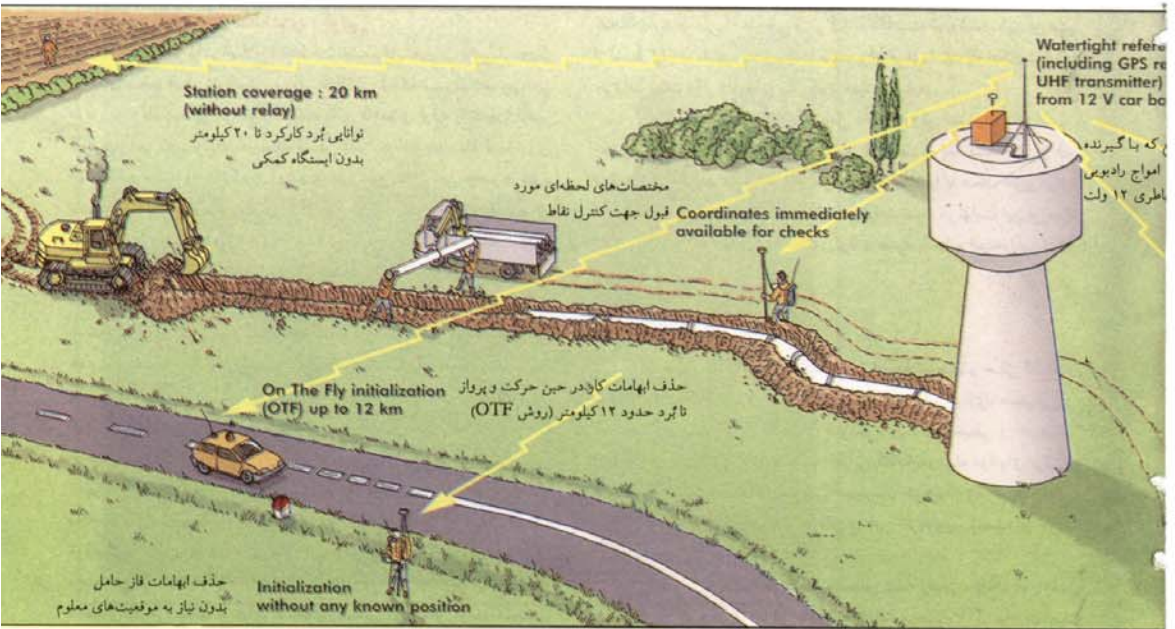 Watertight
(including GPS
UHF transmitter)
from 12 V car
که با گیرنده
امواج رادیویی
۱۲ ولت
Station coverage : 20 km
(without relay)
توانایی بُرد کارکرد تا ۲۰ کیلومتر
بدون ایستگاه کمکی
مختصات‌های لحظه‌ای مورد
قبول جهت کنترل نقاط
Coordinates immediately
available for checks
On The Fly initialization
(OTF) up to 12 km
حذف ابهامات کار در حین حرکت و پرواز
تا بُرد حدود ۱۲ کیلومتر (روش OTF)
حذف ابهامات فاز حامل
بدون نیاز به موقعیت‌های معلوم
Initialization
without any known position